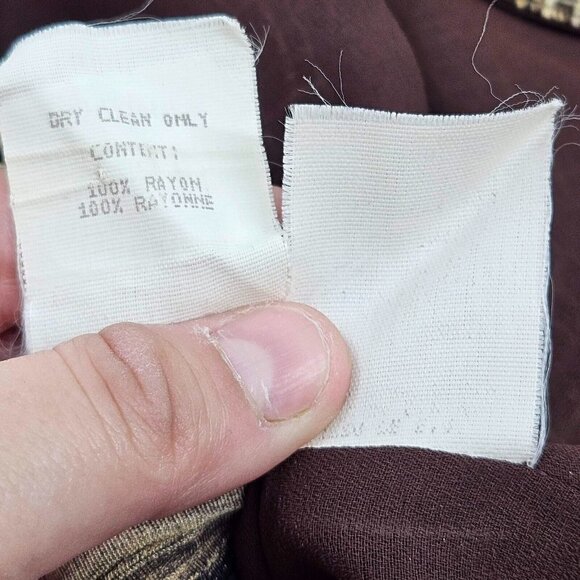 DRY CLEAN ONLY
CONTENT:
100% RAYON
100% RAYONNE